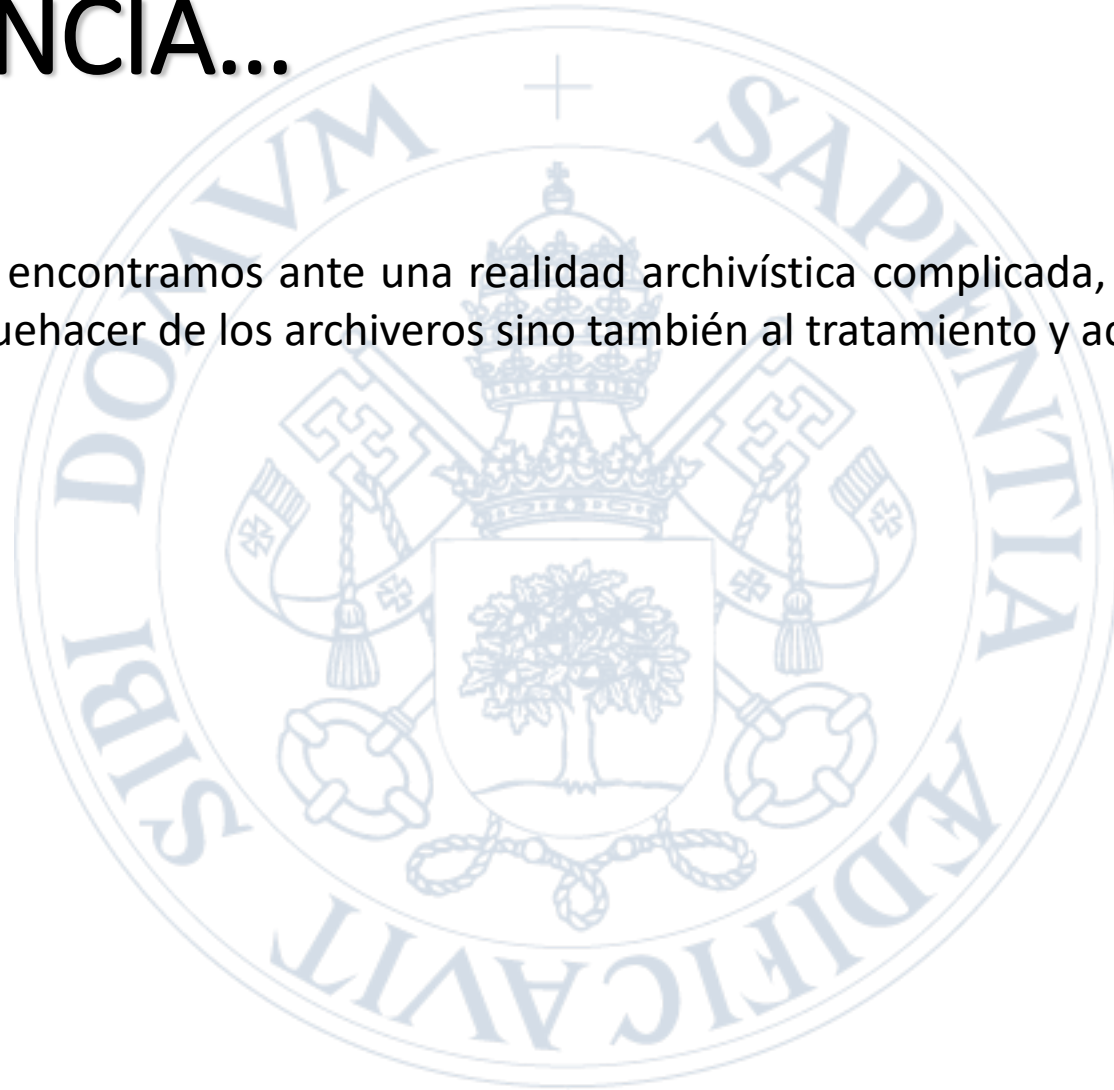 NCIA...
encontramos ante una realidad archivística complicada,
uehacer de los archiveros sino también al tratamiento y ac
SAPIENTIA ÆDIFICAVIT SIBI DOMVM